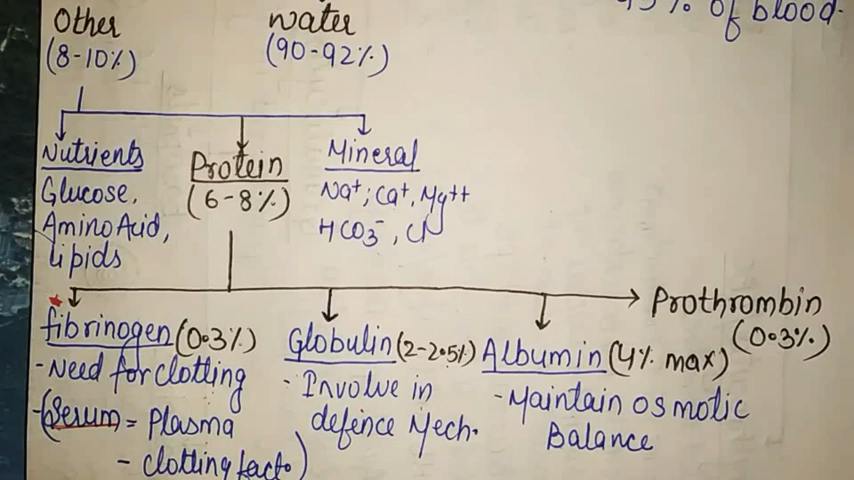 Other
(8-10%)
water
(90-92%)
45% of blood.
Nutrients
Glucose,
Amino Acid,
Lipids
Protein
(6-8%)
Mineral
Na+; Ca+, Mg++
HCO3-, Cl-
fibrinogen (0.3%)
- Need for clotting
- (Serum = Plasma
- clotting facto)
Globulin (2-2.5%)
- Involve in
defence Mech.
Albumin (4% max)
- Maintain osmotic
Balance
Prothrombin
(0.3%)